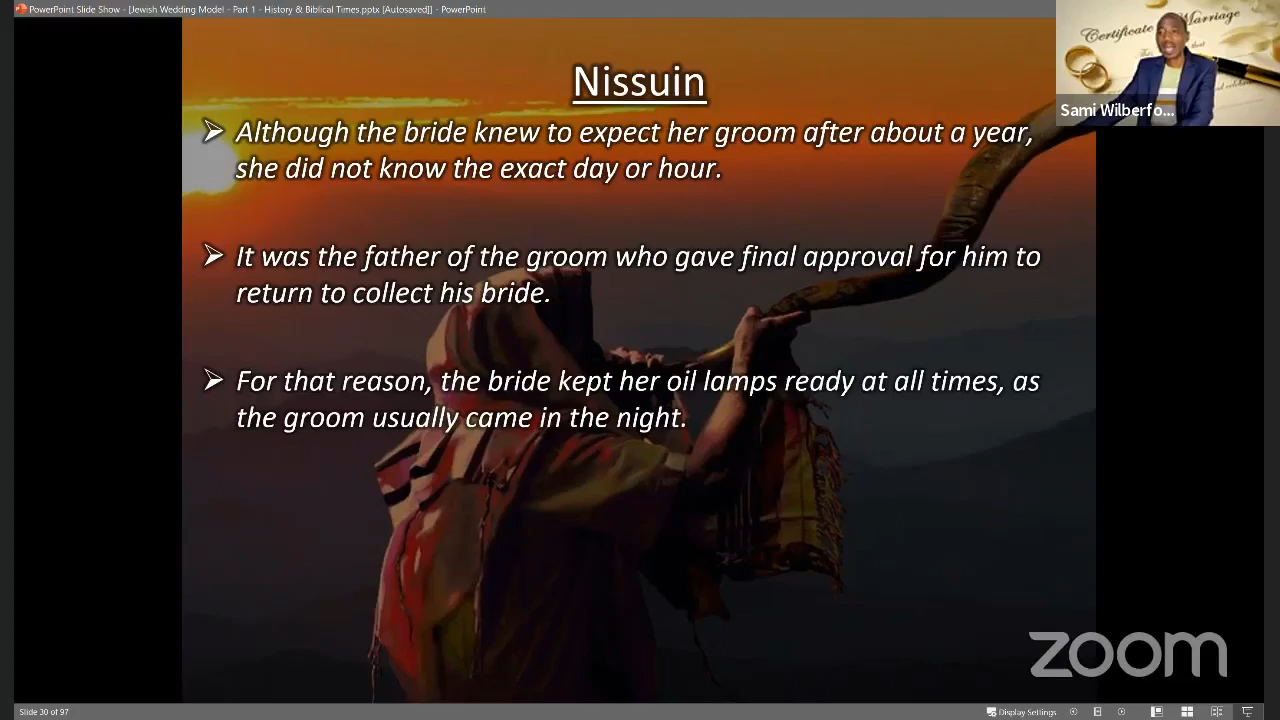 PowerPoint Slide Show - [Jewish Wedding Model - Part 1 - History & Biblical Times.pptx [Autosaved]] - PowerPoint
Certificate Marriage
Sami Wilberfo...
Nissuin
➢ Although the bride knew to expect her groom after about a year,
she did not know the exact day or hour.
➢ It was the father of the groom who gave final approval for him to
return to collect his bride.
➢ For that reason, the bride kept her oil lamps ready at all times, as
the groom usually came in the night.
zoom
Slide 30 of 97
Display Settings